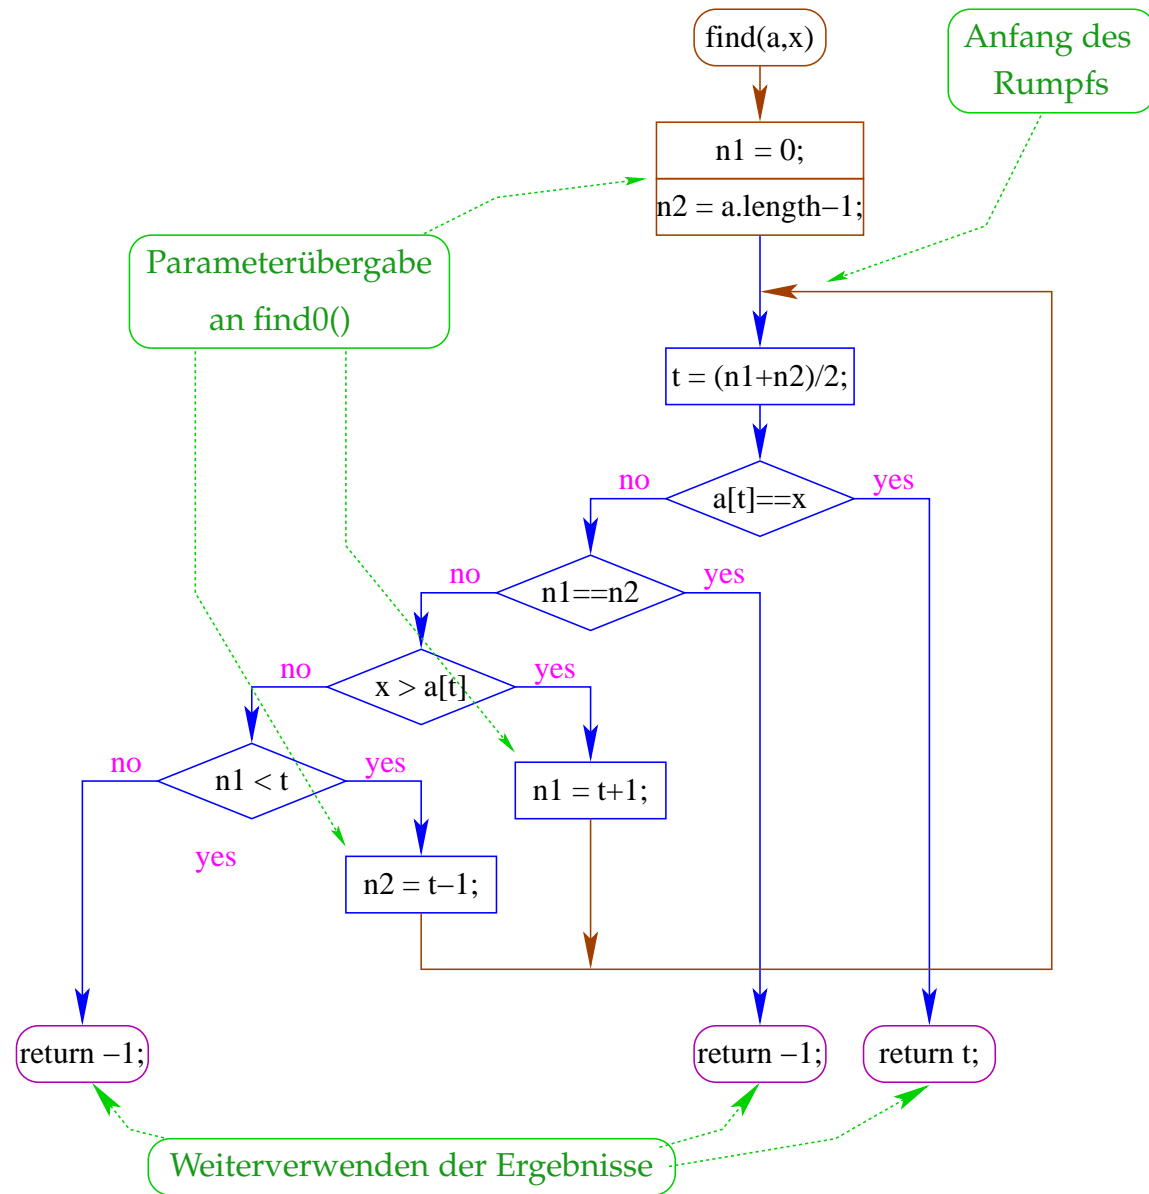 find(a,x)
Anfang des
Rumpfs
n1 = 0;
n2 = a.length−1;
Parameterübergabe
an find0()
t = (n1+n2)/2;
no
a[t]==x
yes
no
n1==n2
yes
no
x > a[t]
yes
no
n1 < t
yes
n1 = t+1;
yes
n2 = t−1;
return −1;
return −1;
return t;
Weiterverwenden der Ergebnisse